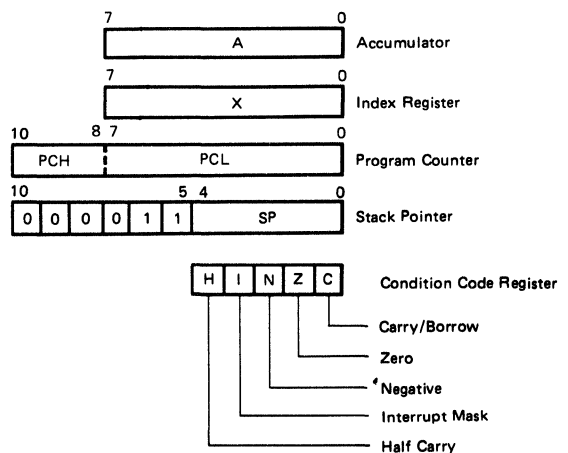 7 0
A Accumulator
7 0
X Index Register
10 8 7 0
PCH PCL Program Counter
10 5 4 0
0 0 0 0 1 1 SP Stack Pointer
H I N Z C Condition Code Register
Carry/Borrow
Zero
Negative
Interrupt Mask
Half Carry